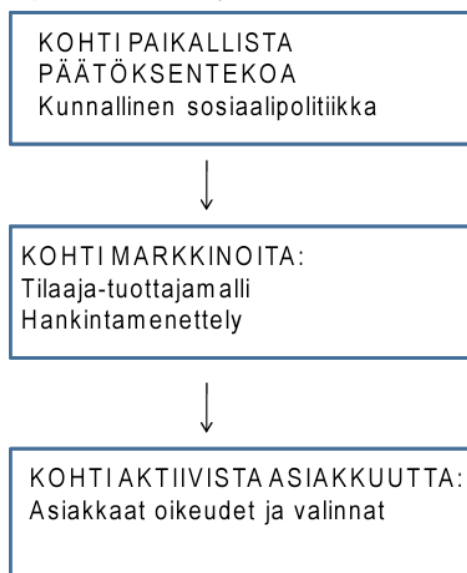 KOHTI PAIKALLISTA
PÄÄTÖKSENTEKOA
Kunnallinen sosiaalipolitiikka
KOHTI MARKKINOITA:
Tilaaja-tuottajamalli
Hankintamenettely
KOHTI AKTIIVISTA ASIAKKUUTTA:
Asiakkaat oikeudet ja valinnat